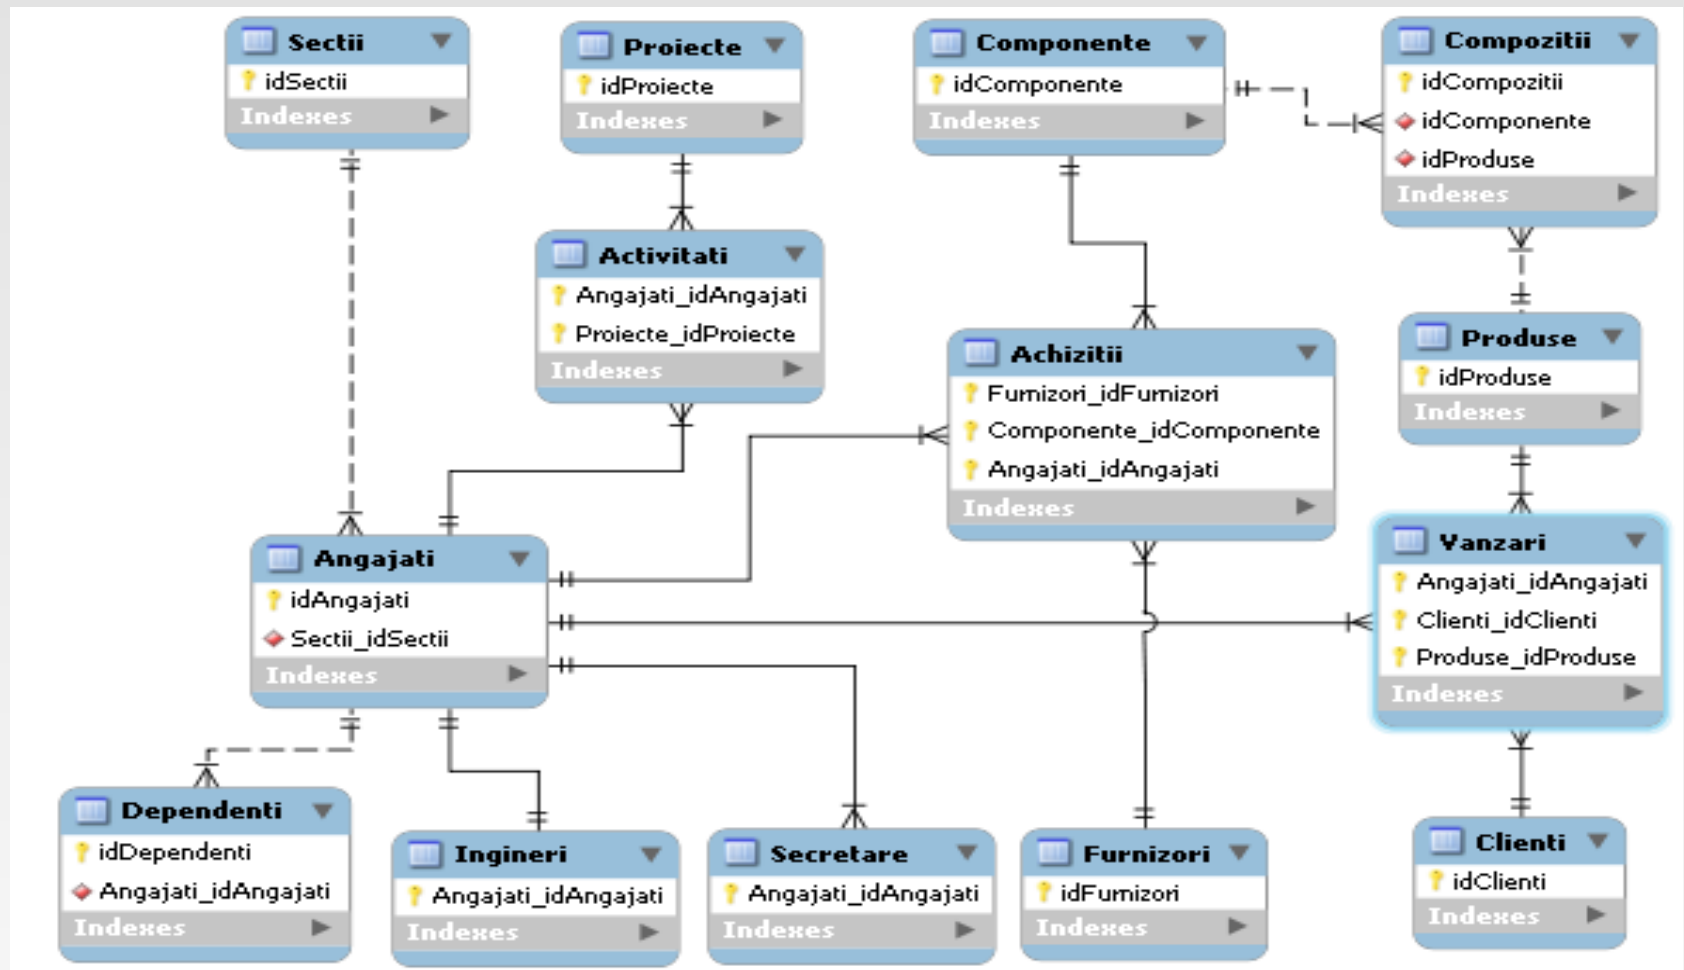 Sectii
idSectii
Indexes
Proiecte
idProiecte
Indexes
Componente
idComponente
Indexes
Compozitii
idCompozitii
idComponente
idProduse
Indexes
Activitati
Angajati_idAngajati
Proiecte_idProiecte
Indexes
Achizitii
Furnizori_idFurnizori
Componente_idComponente
Angajati_idAngajati
Indexes
Produse
idProduse
Indexes
Angajati
idAngajati
Sectii_idSectii
Indexes
Vanzari
Angajati_idAngajati
Clienti_idClienti
Produse_idProduse
Indexes
Dependenti
idDependenti
Angajati_idAngajati
Indexes
Ingineri
Angajati_idAngajati
Indexes
Secretare
Angajati_idAngajati
Indexes
Furnizori
idFurnizori
Indexes
Clienti
idClienti
Indexes